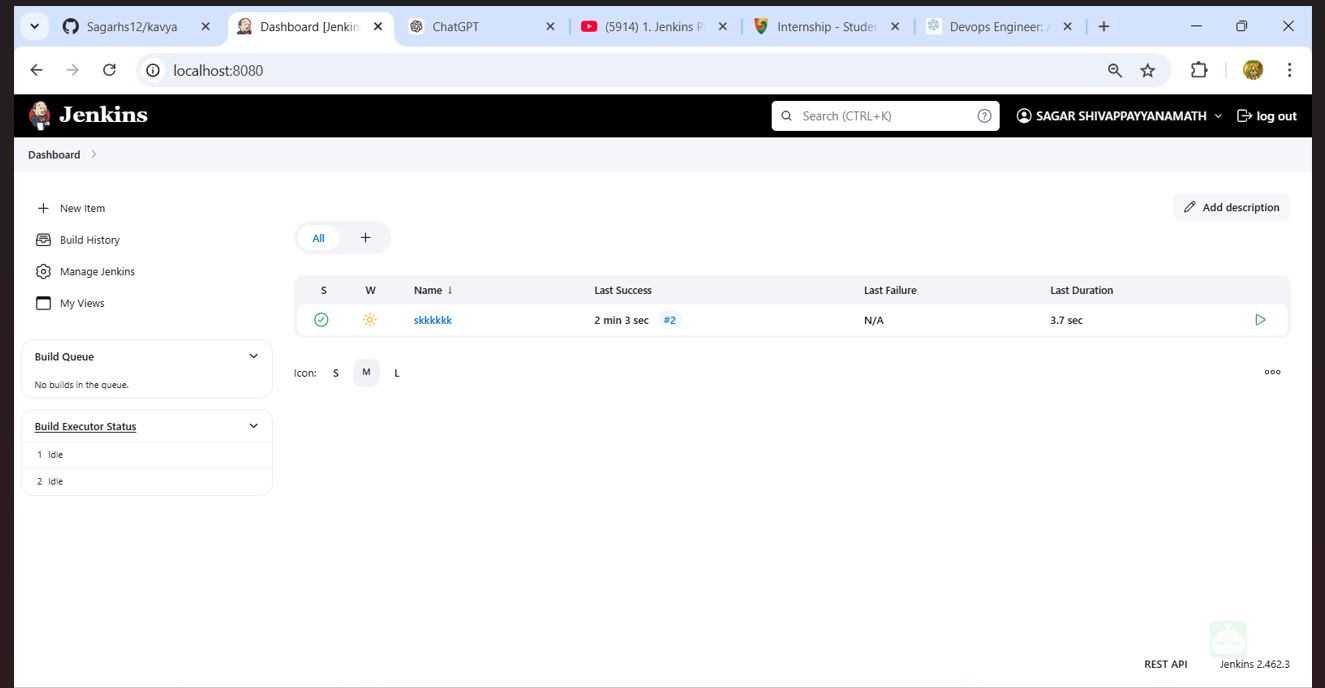 Sagarhs12/kavya
Dashboard [Jenkin
ChatGPT
(5914) 1. Jenkins P
Internship - Studer
Devops Engineer: A
localhost:8080
Jenkins
Search (CTRL+K)
SAGAR SHIVAPPAYYANAMATH
log out
Dashboard
New Item
Build History
Manage Jenkins
My Views
Add description
All
S W Name ↓ Last Success Last Failure Last Duration
skkkkkk 2 min 3 sec #2 N/A 3.7 sec
Icon: S M L
Build Queue
No builds in the queue.
Build Executor Status
1 Idle
2 Idle
REST API Jenkins 2.462.3